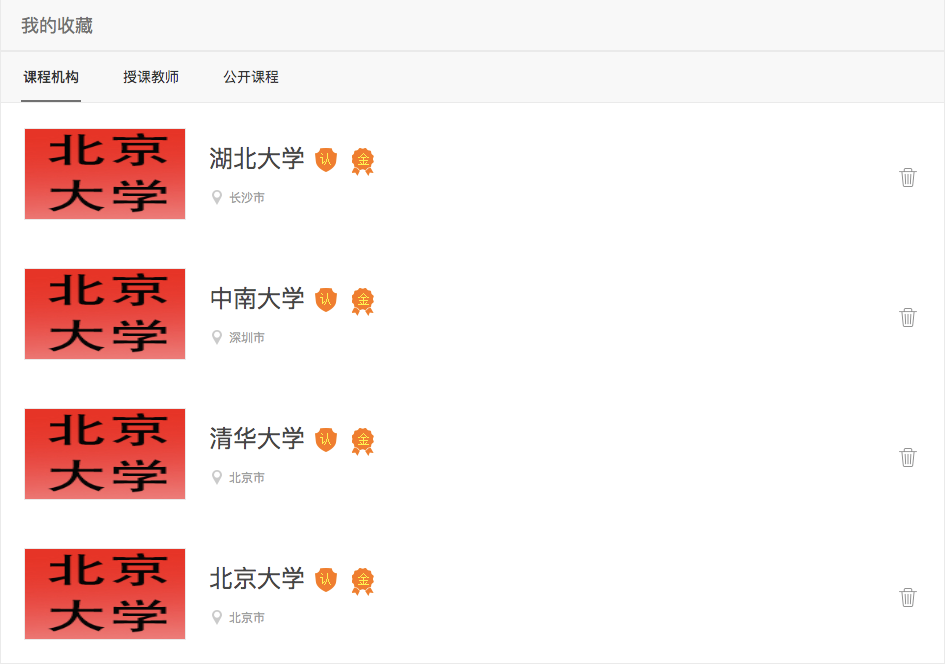 我的收藏
课程机构 授课教师 公开课程
北京
大学
湖北大学 认 金
长沙市
北京
大学
中南大学 认 金
深圳市
北京
大学
清华大学 认 金
北京市
北京
大学
北京大学 认 金
北京市